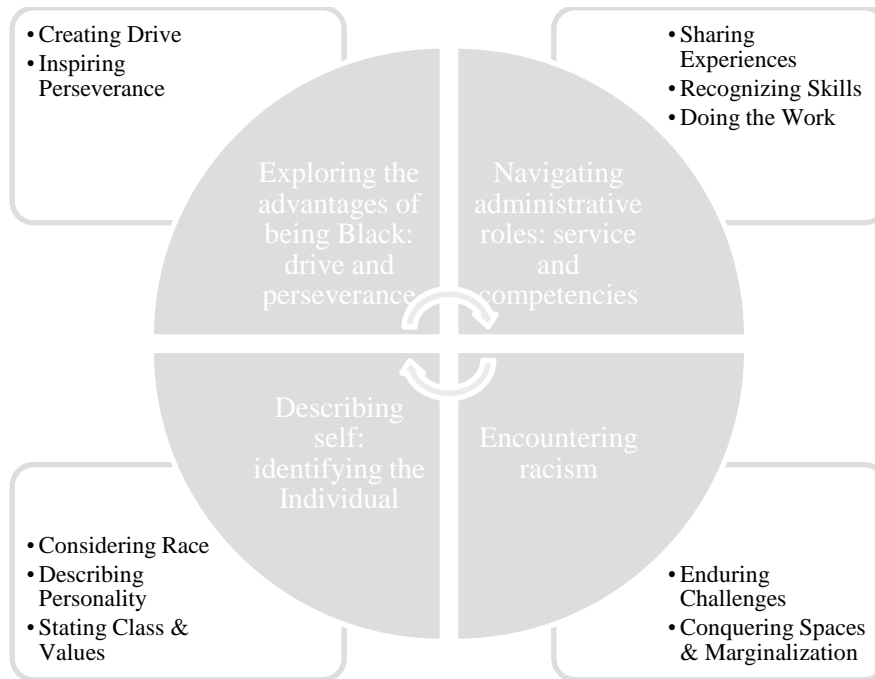 • Creating Drive
• Inspiring
Perseverance
• Sharing
Experiences
• Recognizing Skills
• Doing the Work
Exploring the
advantages of
being Black:
drive and
perseverance
Navigating
administrative
roles: service
and
competencies
Describing
self:
identifying the
Individual
Encountering
racism
• Considering Race
• Describing
Personality
• Stating Class &
Values
• Enduring
Challenges
• Conquering Spaces
& Marginalization